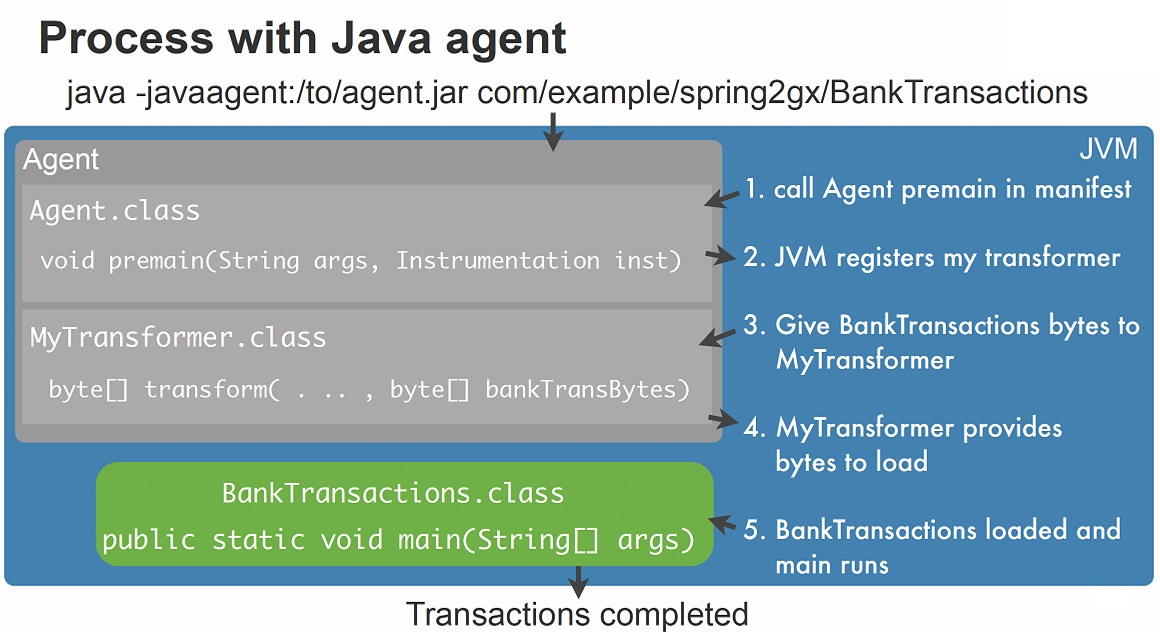 Process with Java agent
java -javaagent:/to/agent.jar com/example/spring2gx/BankTransactions
JVM
Agent
1. call Agent premain in manifest
Agent.class
void premain(String args, Instrumentation inst)
2. JVM registers my transformer
MyTransformer.class
3. Give BankTransactions bytes to
MyTransformer
byte[] transform( . .. , byte[] bankTransBytes)
4. MyTransformer provides
bytes to load
BankTransactions.class
public static void main(String[] args)
5. BankTransactions loaded and
main runs
Transactions completed